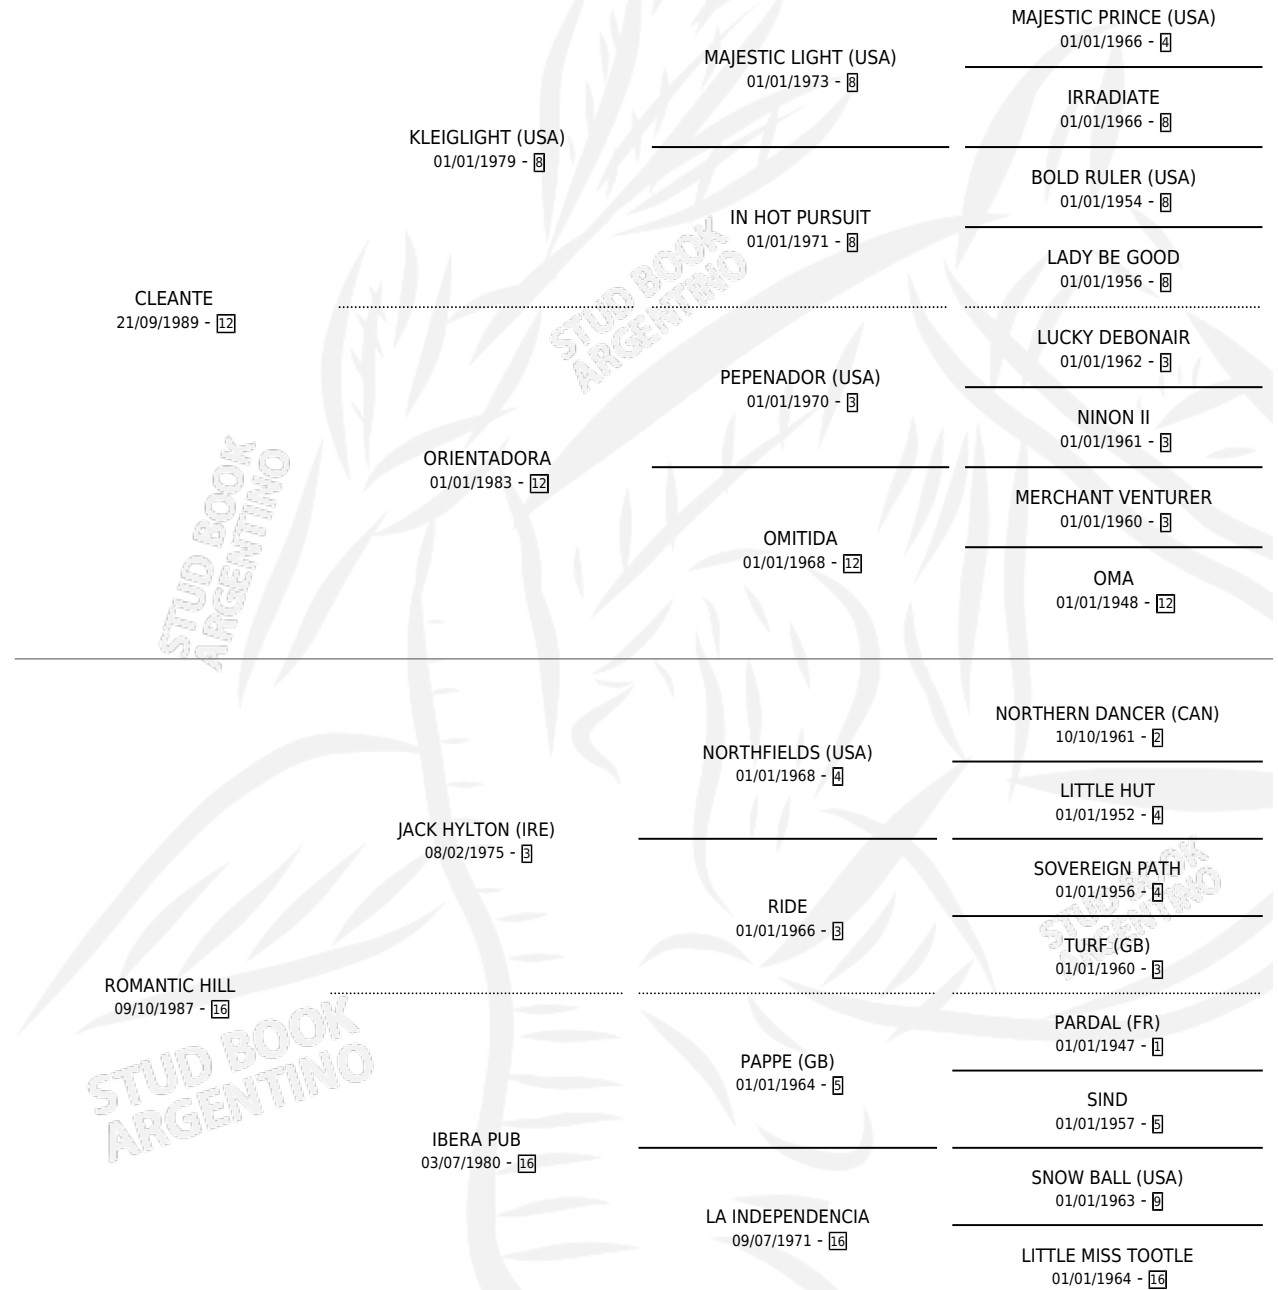 MAJESTIC PRINCE (USA)
01/01/1966 - 4
MAJESTIC LIGHT (USA)
01/01/1973 - 8
IRRADIATE
01/01/1966 - 8
KLEIGLIGHT (USA)
01/01/1979 - 8
BOLD RULER (USA)
01/01/1954 - 8
IN HOT PURSUIT
01/01/1971 - 8
LADY BE GOOD
01/01/1956 - 8
CLEANTE
21/09/1989 - 12
STUD BOOK
ARGENTINO
LUCKY DEBONAIR
01/01/1962 - 3
PEPENADOR (USA)
01/01/1970 - 3
NINON II
01/01/1961 - 3
ORIENTADORA
01/01/1983 - 12
MERCHANT VENTURER
01/01/1960 - 3
OMITIDA
01/01/1968 - 12
OMA
01/01/1948 - 12
STUD BOOK
ARGENTINO
NORTHERN DANCER (CAN)
10/10/1961 - 2
NORTHFIELDS (USA)
01/01/1968 - 4
LITTLE HUT
01/01/1952 - 4
JACK HYLTON (IRE)
08/02/1975 - 3
SOVEREIGN PATH
01/01/1956 - 4
RIDE
01/01/1966 - 3
TURF (GB)
01/01/1960 - 3
STUD BOOK
ARGENTINO
ROMANTIC HILL
09/10/1987 - 16
PARDAL (FR)
01/01/1947 - 1
PAPPE (GB)
01/01/1964 - 5
SIND
01/01/1957 - 5
STUD BOOK
ARGENTINO
IBERA PUB
03/07/1980 - 16
SNOW BALL (USA)
01/01/1963 - 9
LA INDEPENDENCIA
09/07/1971 - 16
LITTLE MISS TOOTLE
01/01/1964 - 16